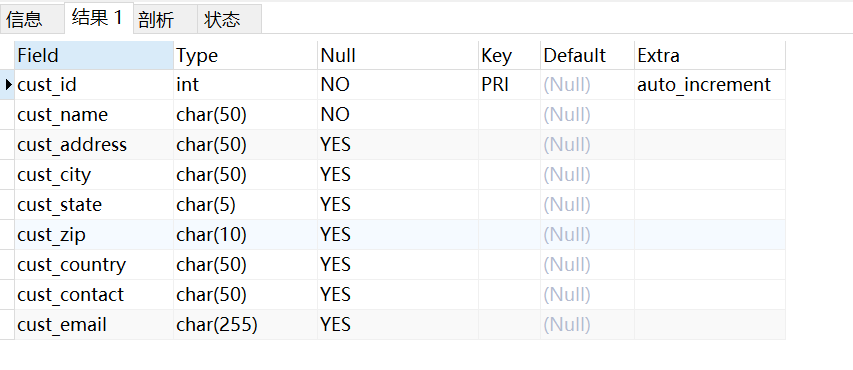 信息 结果 1 剖析 状态
Field Type Null Key Default Extra
cust_id int NO PRI (Null) auto_increment
cust_name char(50) NO (Null)
cust_address char(50) YES (Null)
cust_city char(50) YES (Null)
cust_state char(5) YES (Null)
cust_zip char(10) YES (Null)
cust_country char(50) YES (Null)
cust_contact char(50) YES (Null)
cust_email char(255) YES (Null)